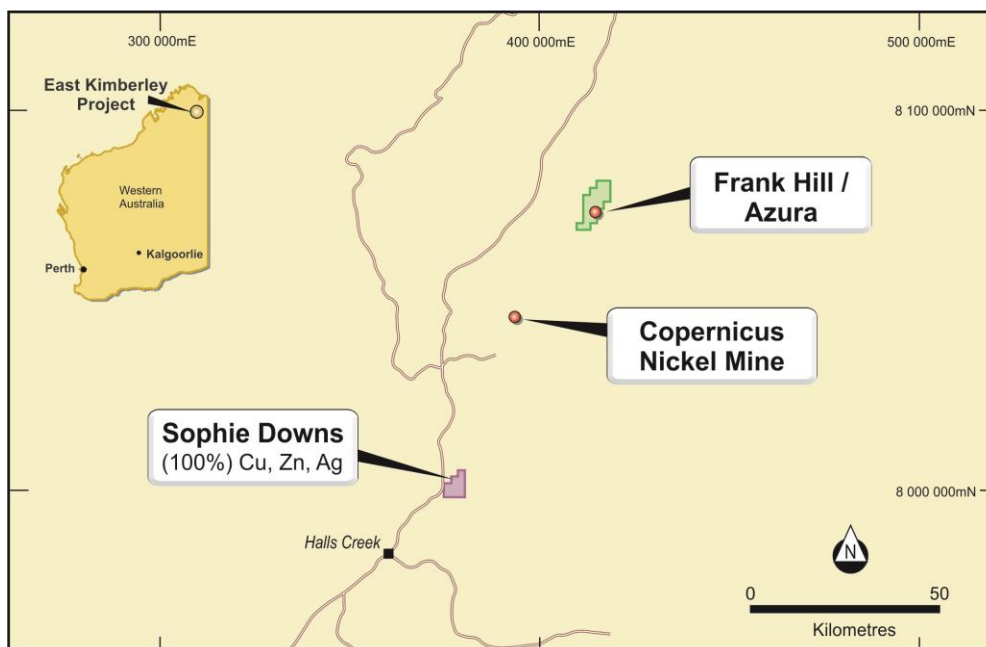 300 000mE
400 000mE
500 000mE
East Kimberley
Project
8 100 000mN
Western
Australia
Kalgoorlie
Perth
Frank Hill /
Azura
Copernicus
Nickel Mine
Sophie Downs
(100%) Cu, Zn, Ag
8 000 000mN
Halls Creek
N
0
50
Kilometres